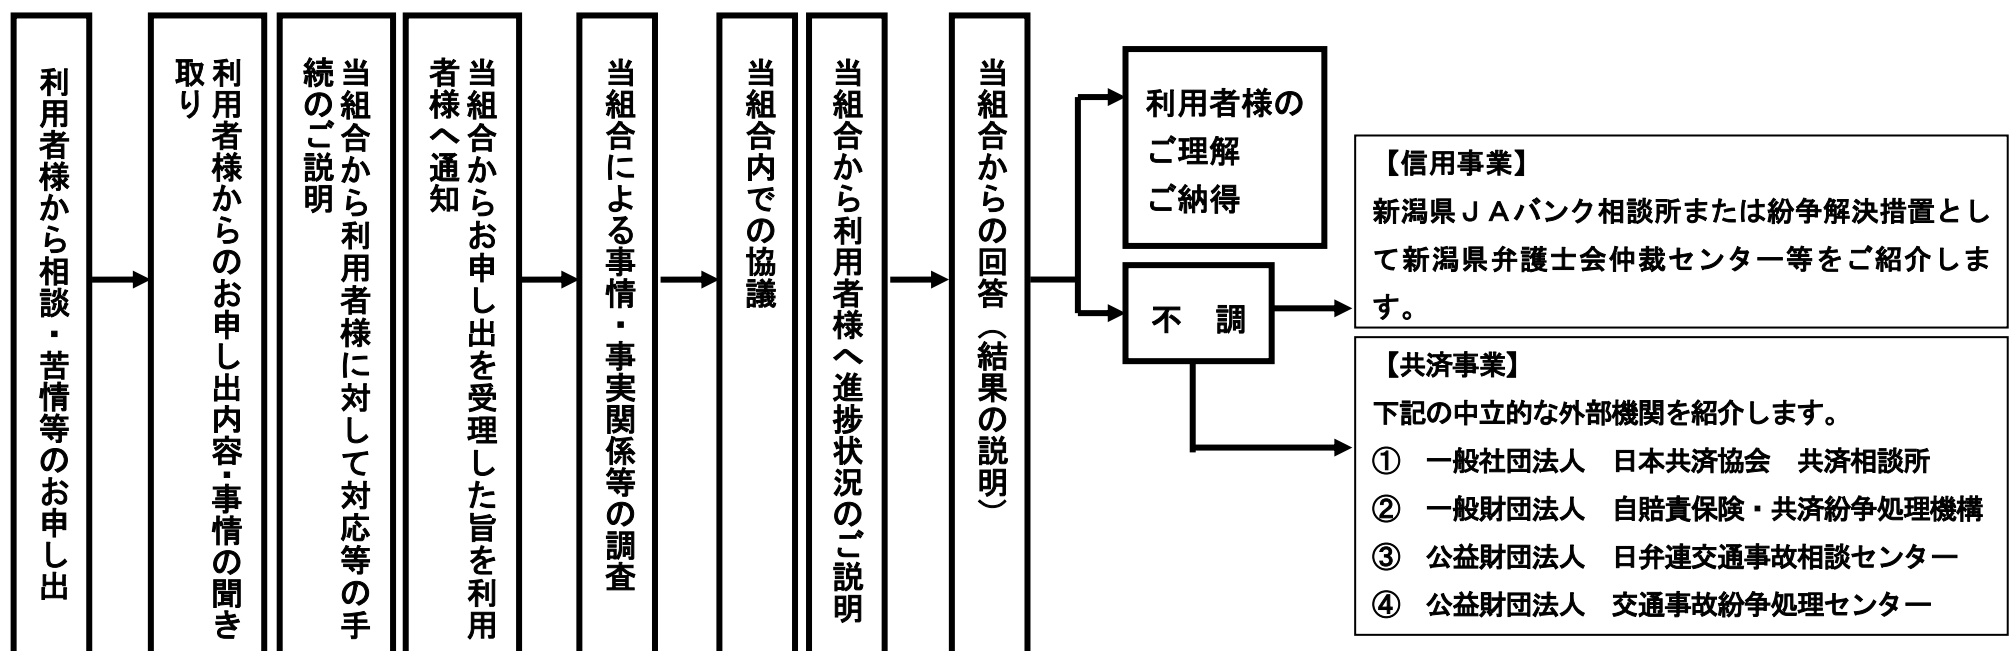 利用者様から相談・苦情等のお申し出
利用者様からのお申し出内容・事情の聞き
取り
当組合から利用者様に対して対応等の手
続のご説明
当組合からお申し出を受理した旨を利用
者様へ通知
当組合による事情・事実関係等の調査
当組合内での協議
当組合から利用者様へ進捗状況のご説明
当組合からの回答（結果の説明）
利用者様の
ご理解
ご納得
不　調
【信用事業】
新潟県ＪＡバンク相談所または紛争解決措置とし
て新潟県弁護士会仲裁センター等をご紹介しま
す。
【共済事業】
下記の中立的な外部機関を紹介します。
①　一般社団法人　日本共済協会　共済相談所
②　一般財団法人　自賠責保険・共済紛争処理機構
③　公益財団法人　日弁連交通事故相談センター
④　公益財団法人　交通事故紛争処理センター